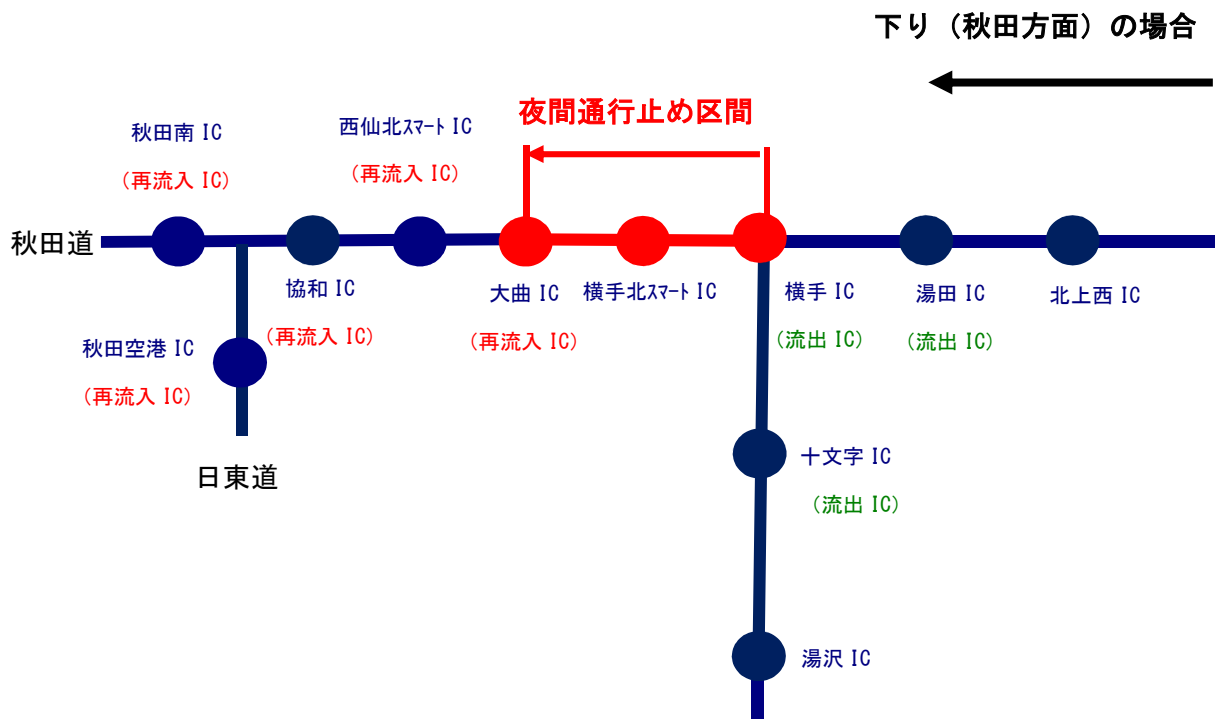 下り（秋田方面）の場合
夜間通行止め区間
秋田南 IC
（再流入 IC）
西仙北スマート IC
（再流入 IC）
秋田道
協和 IC
（再流入 IC）
大曲 IC
（再流入 IC）
横手北スマート IC
横手 IC
（流出 IC）
湯田 IC
（流出 IC）
北上西 IC
秋田空港 IC
（再流入 IC）
日東道
十文字 IC
（流出 IC）
湯沢 IC